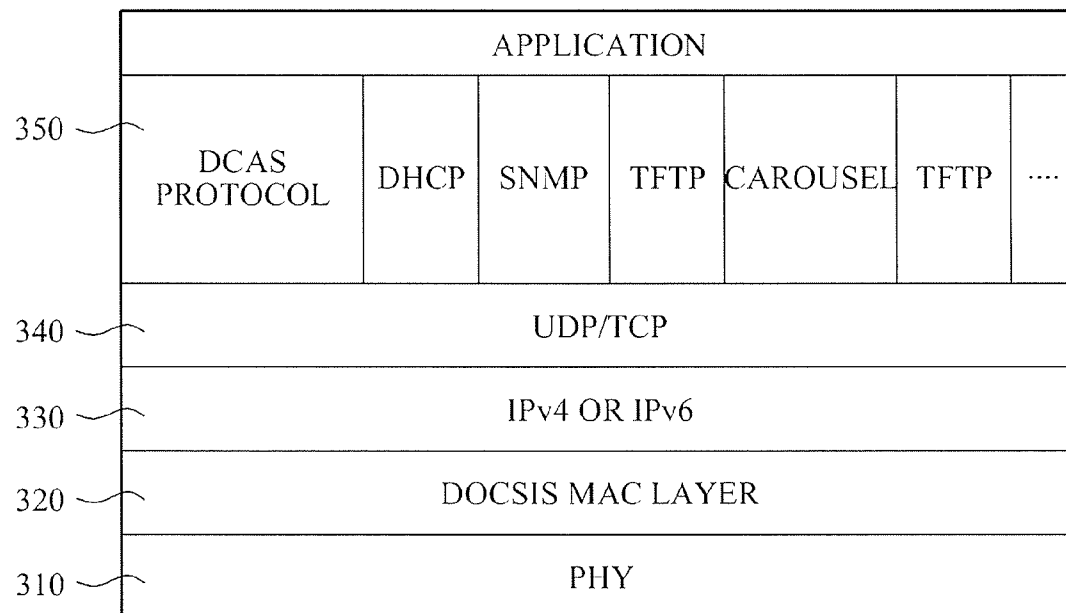 APPLICATION
350
DCAS
PROTOCOL
DHCP
SNMP
TFTP
CAROUSEL
TFTP
....
340
UDP/TCP
330
IPv4 OR IPv6
320
DOCSIS MAC LAYER
310
PHY